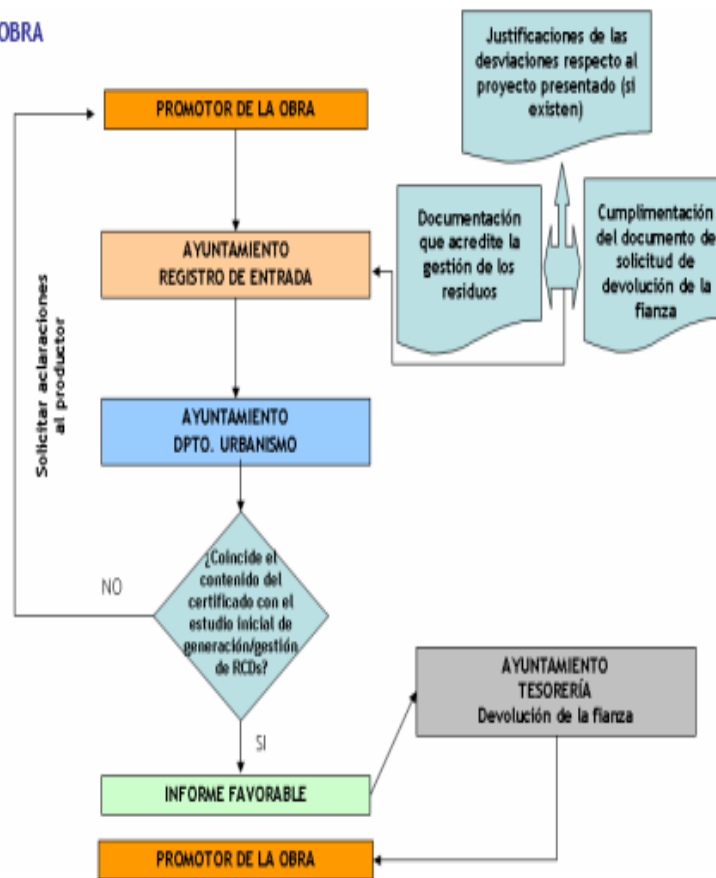 OBRA
Justificaciones de las
desviaciones respecto al
proyecto presentado (si
existen)
PROMOTOR DE LA OBRA
Documentación
que acredite la
gestión de los
residuos
Cumplimentación
del documento de
solicitud de
devolución de la
fianza
AYUNTAMIENTO
REGISTRO DE ENTRADA
Solicitar aclaraciones
al productor
AYUNTAMIENTO
DPTO. URBANISMO
¿Coincide el
contenido del
certificado con el
estudio inicial de
generación/gestión
de RCDs?
NO
AYUNTAMIENTO
TESORERÍA
Devolución de la fianza
SI
INFORME FAVORABLE
PROMOTOR DE LA OBRA